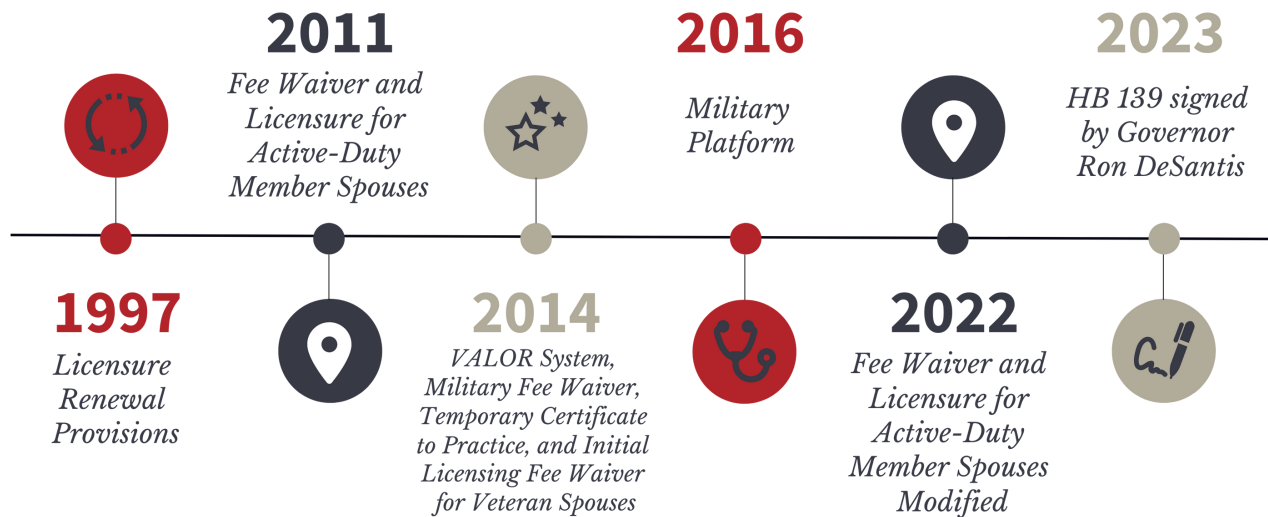 1997
Licensure
Renewal
Provisions
2011
Fee Waiver and
Licensure for
Active-Duty
Member Spouses
2014
VALOR System,
Military Fee Waiver,
Temporary Certificate
to Practice, and Initial
Licensing Fee Waiver
for Veteran Spouses
2016
Military
Platform
2022
Fee Waiver and
Licensure for
Active-Duty
Member Spouses
Modified
2023
HB 139 signed
by Governor
Ron DeSantis